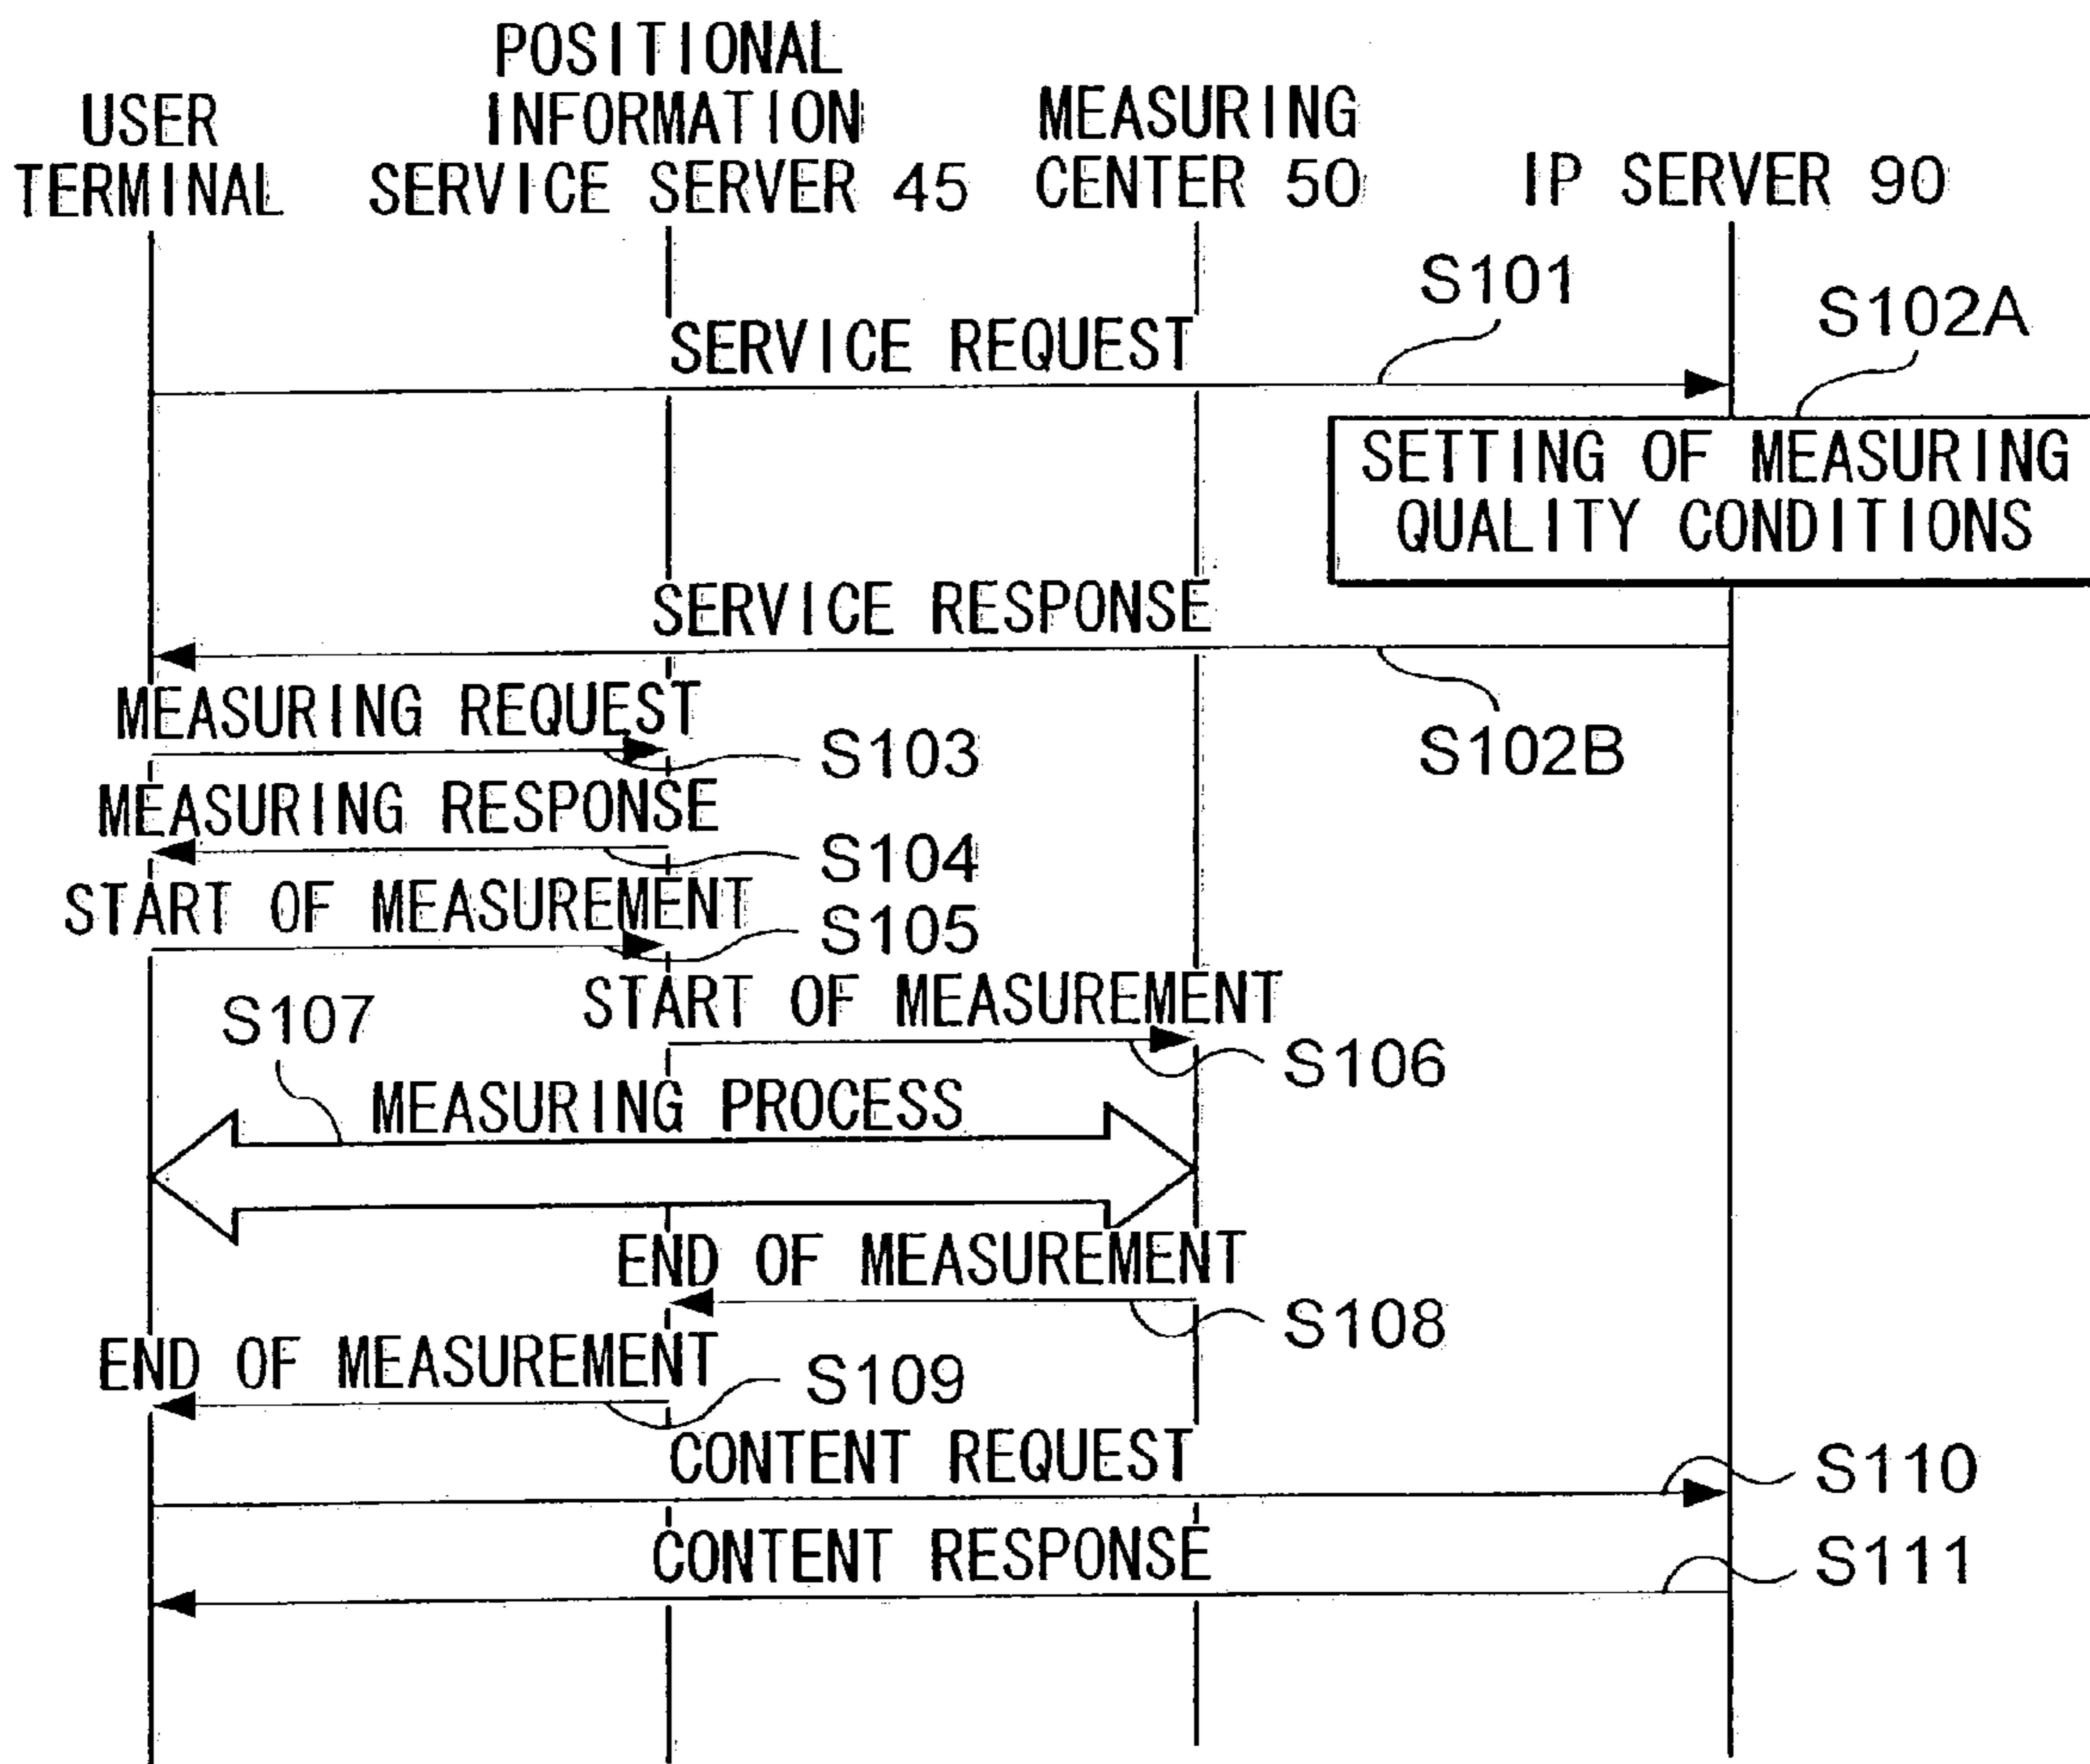 USER
TERMINAL
POSITIONAL
INFORMATION
SERVICE SERVER 45
MEASURING
CENTER 50
IP SERVER 90
S101
SERVICE REQUEST
S102A
SETTING OF MEASURING
QUALITY CONDITIONS
SERVICE RESPONSE
S102B
MEASURING REQUEST
S103
MEASURING RESPONSE
S104
START OF MEASUREMENT
S105
START OF MEASUREMENT
S106
S107
MEASURING PROCESS
END OF MEASUREMENT
S108
END OF MEASUREMENT
S109
CONTENT REQUEST
S110
CONTENT RESPONSE
S111